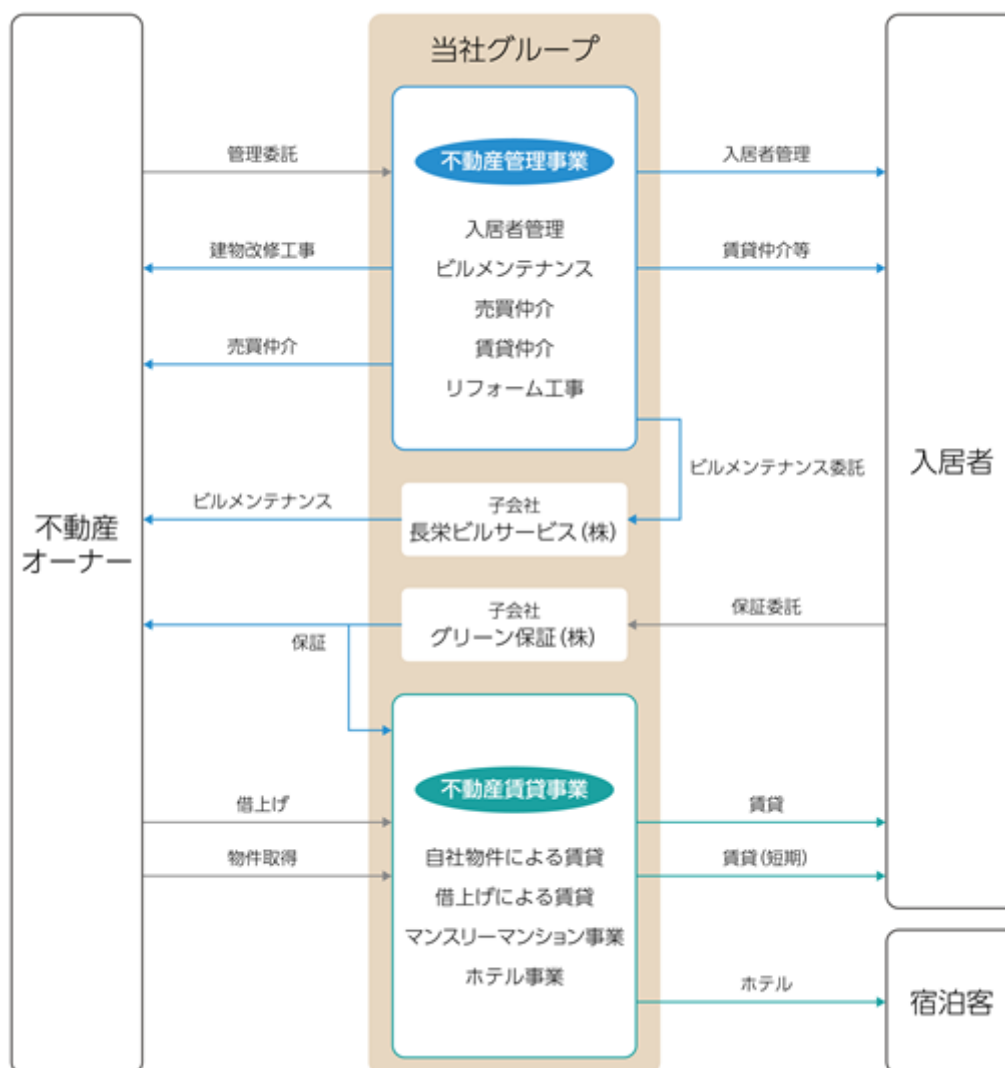 当社グループ
不動産管理事業
入居者管理
ビルメンテナンス
売買仲介
賃貸仲介
リフォーム工事
管理委託
建物改修工事
売買仲介
入居者管理
賃貸仲介等
ビルメンテナンス委託
ビルメンテナンス
子会社
長栄ビルサービス(株)
子会社
グリーン保証(株)
保証委託
保証
不動産
オーナー
入居者
不動産賃貸事業
自社物件による賃貸
借上げによる賃貸
マンスリーマンション事業
ホテル事業
借上げ
物件取得
賃貸
賃貸(短期)
ホテル
宿泊客